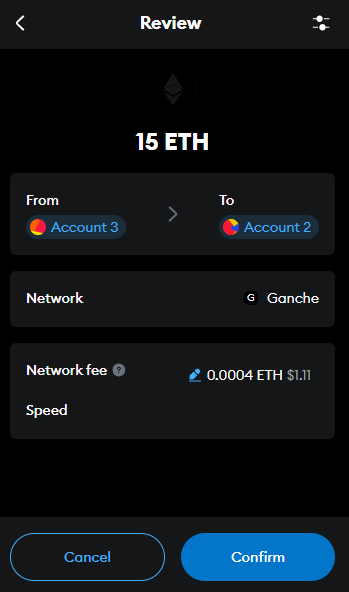 Review
15 ETH
From
To
Account 3
Account 2
Network
G Ganche
Network fee ?
0.0004 ETH $1.11
Speed
Cancel
Confirm